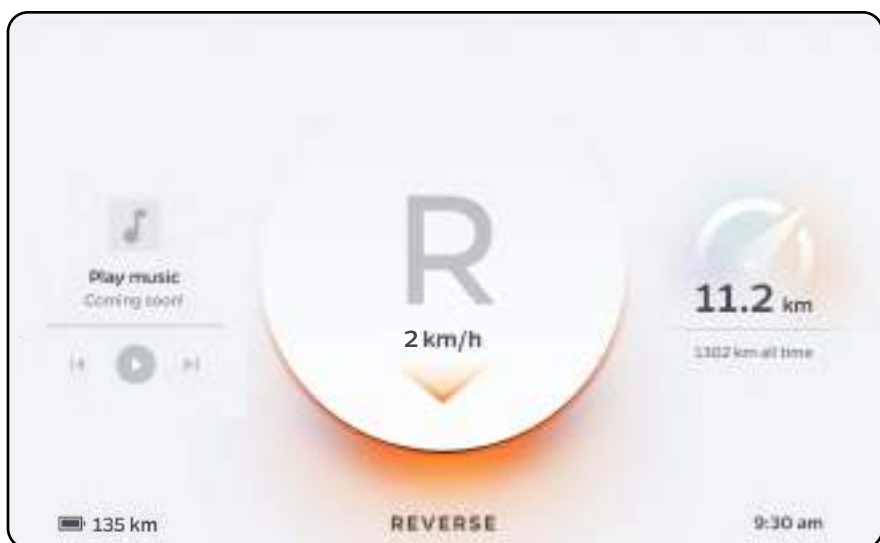 Play music
Coming soon!
R
2 km/h
11.2 km
1302 km all time
135 km
REVERSE
9:30 am